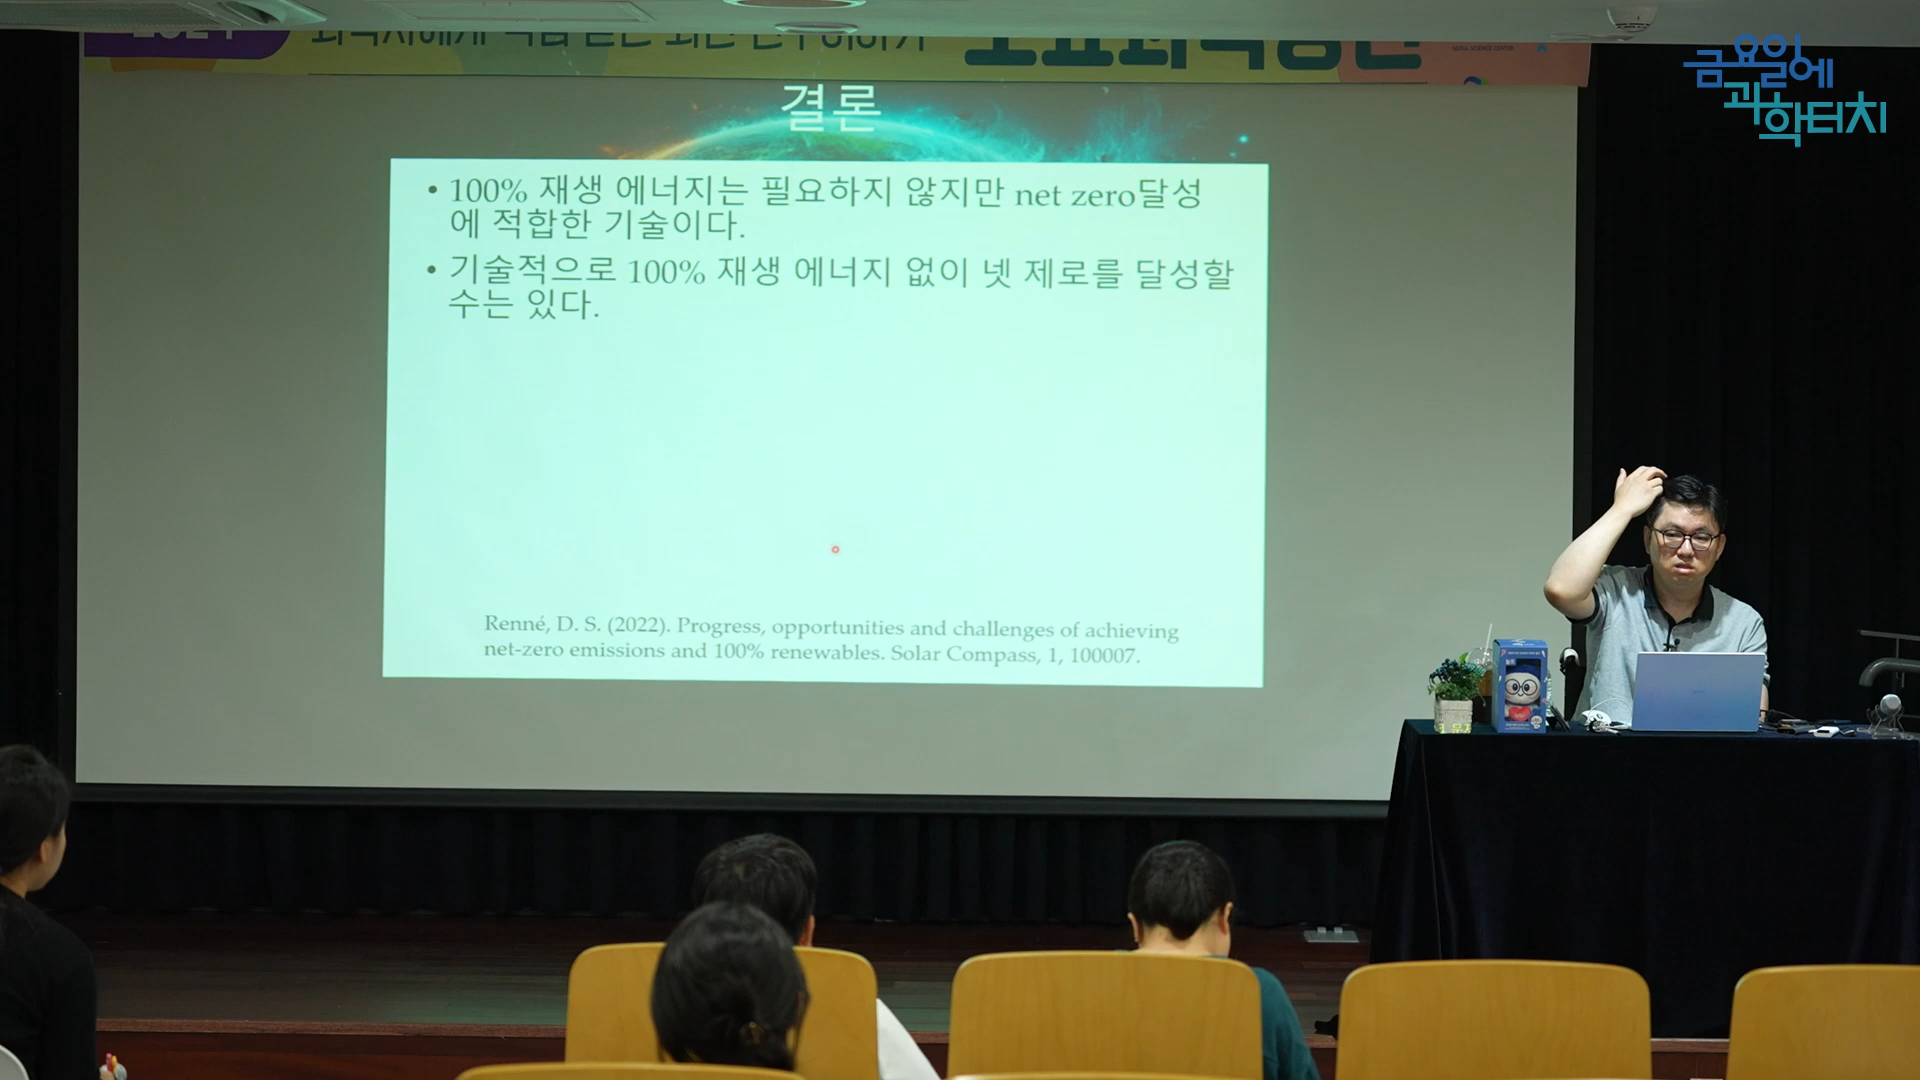 금요일에
과학터치
결론
• 100% 재생 에너지는 필요하지 않지만 net zero달성
에 적합한 기술이다.
• 기술적으로 100% 재생 에너지 없이 넷 제로를 달성할
수는 있다.
Renné, D. S. (2022). Progress, opportunities and challenges of achieving
net-zero emissions and 100% renewables. Solar Compass, 1, 100007.